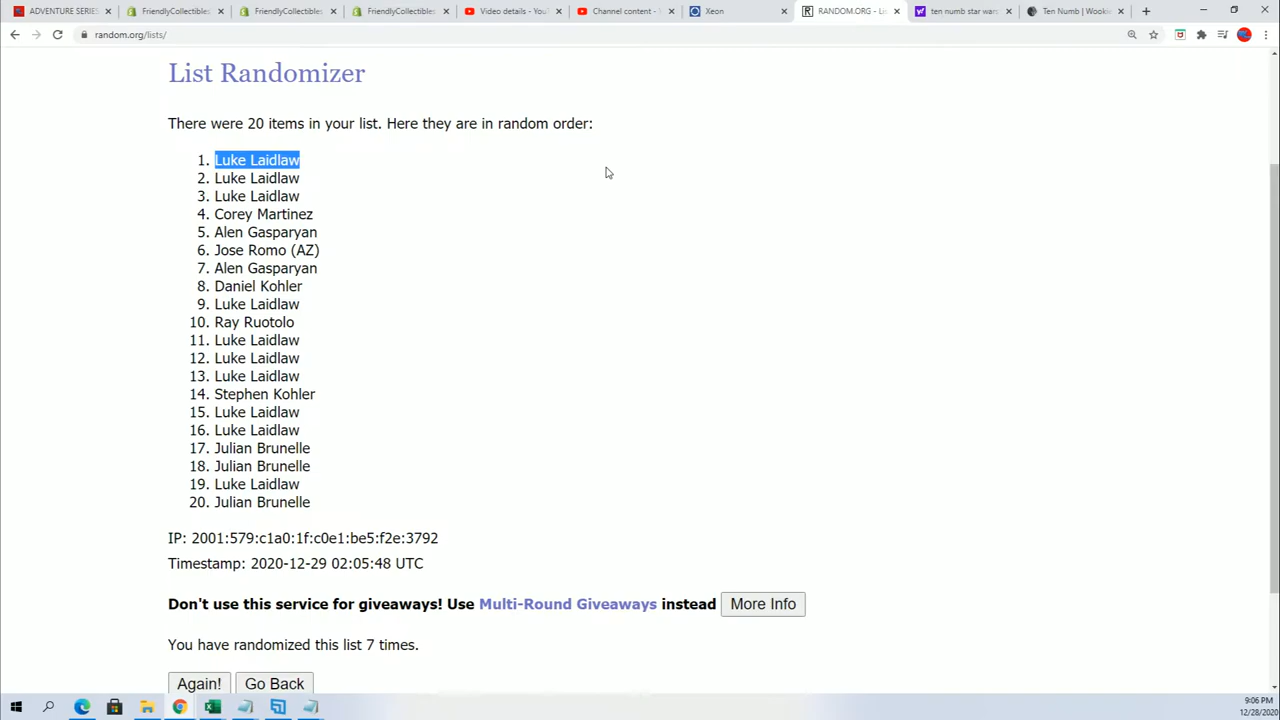 ADVENTURE SERIES
FriendlyCollectibles
FriendlyCollectibles
FriendlyCollectibles
Video details - YouT
Channel content -
Xeon
RANDOM.ORG - Li
ten numb star wars
Ten Numb | Wookie
random.org/lists/
List Randomizer
There were 20 items in your list. Here they are in random order:
1. Luke Laidlaw
2. Luke Laidlaw
3. Luke Laidlaw
4. Corey Martinez
5. Alen Gasparyan
6. Jose Romo (AZ)
7. Alen Gasparyan
8. Daniel Kohler
9. Luke Laidlaw
10. Ray Ruotolo
11. Luke Laidlaw
12. Luke Laidlaw
13. Luke Laidlaw
14. Stephen Kohler
15. Luke Laidlaw
16. Luke Laidlaw
17. Julian Brunelle
18. Julian Brunelle
19. Luke Laidlaw
20. Julian Brunelle
IP: 2001:579:c1a0:1f:c0e1:be5:f2e:3792
Timestamp: 2020-12-29 02:05:48 UTC
Don't use this service for giveaways! Use Multi-Round Giveaways instead More Info
You have randomized this list 7 times.
Again! Go Back
9:06 PM
12/28/2020